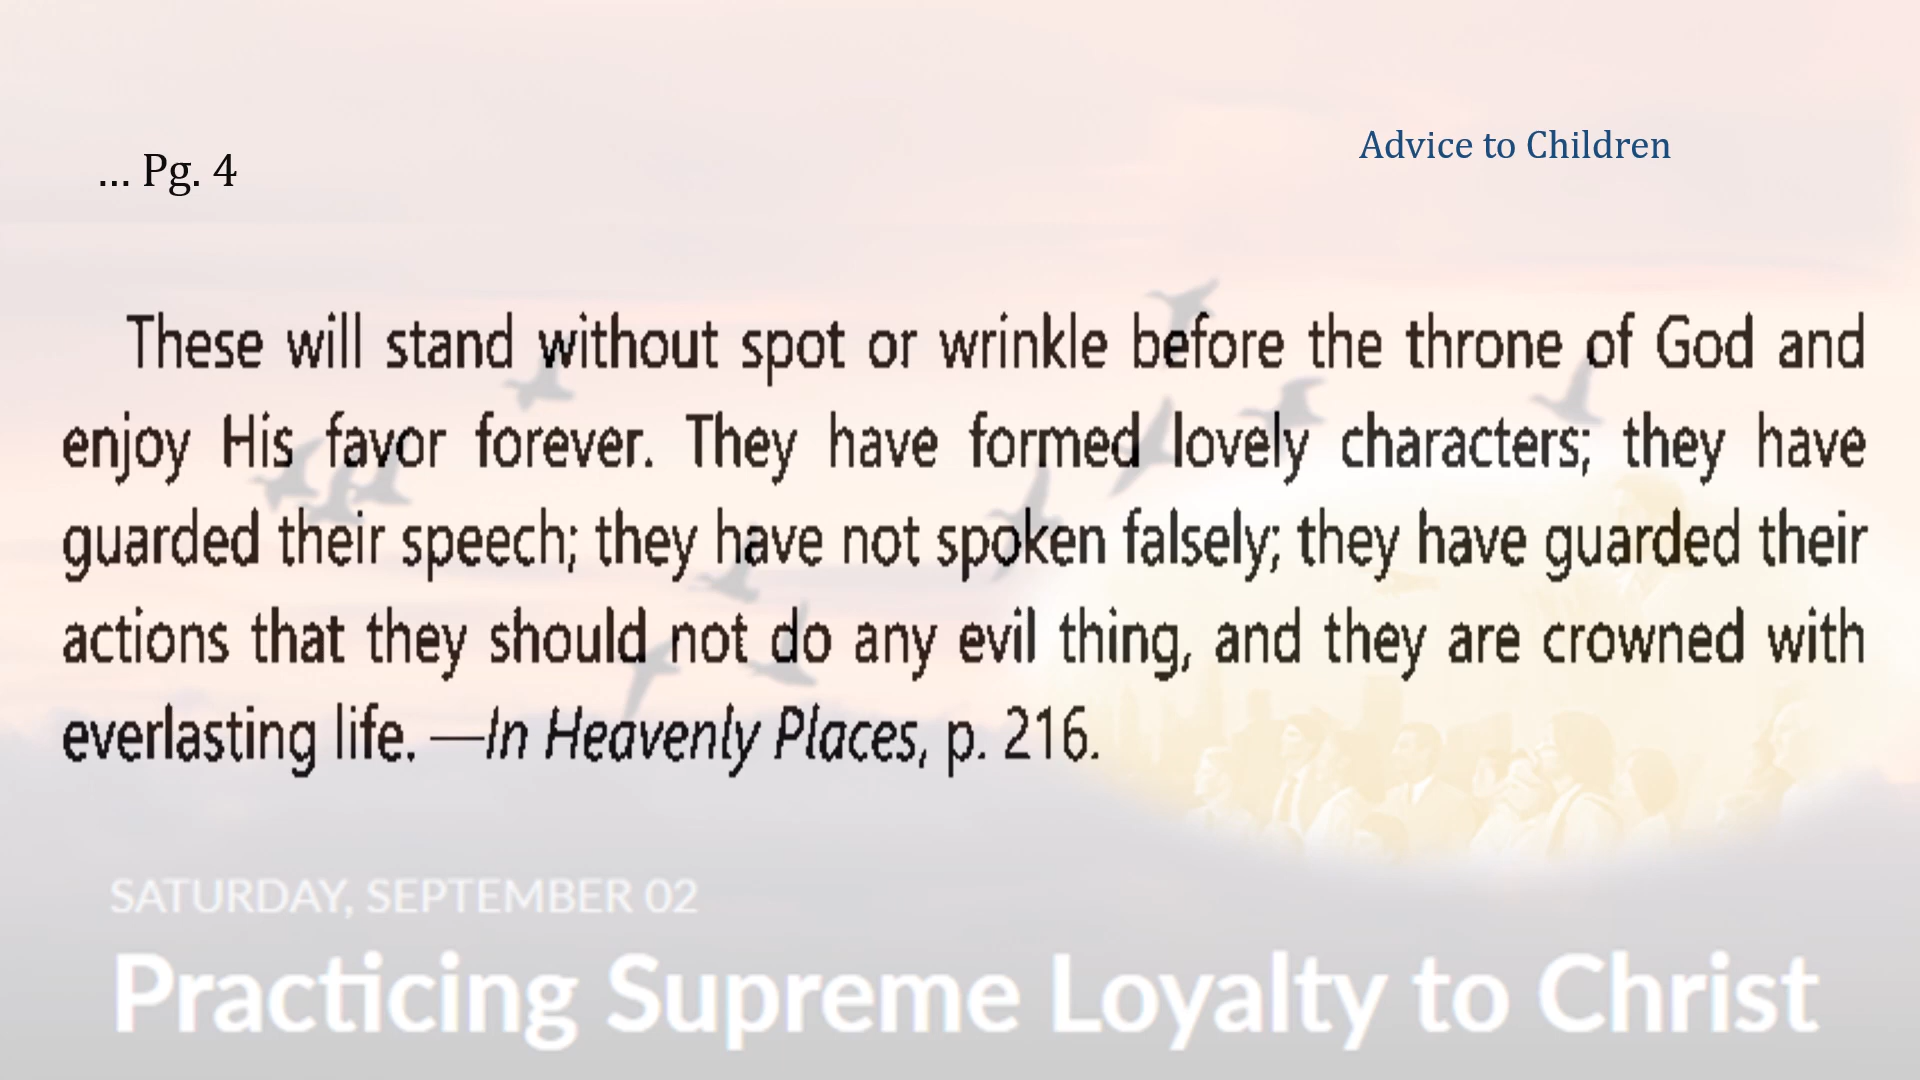 Advice to Children
... Pg. 4
These will stand without spot or wrinkle before the throne of God and
enjoy His favor forever. They have formed lovely characters; they have
guarded their speech; they have not spoken falsely; they have guarded their
actions that they should not do any evil thing, and they are crowned with
everlasting life. —In Heavenly Places, p. 216.
SATURDAY, SEPTEMBER 02
Practicing Supreme Loyalty to Christ